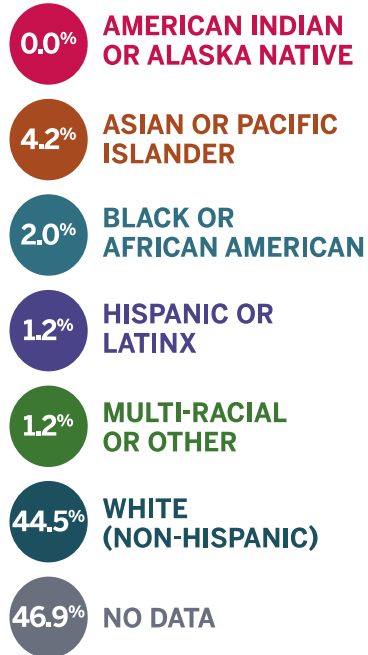 0.0% AMERICAN INDIAN
OR ALASKA NATIVE
4.2% ASIAN OR PACIFIC
ISLANDER
2.0% BLACK OR
AFRICAN AMERICAN
1.2% HISPANIC OR
LATINX
1.2% MULTI-RACIAL
OR OTHER
44.5% WHITE
(NON-HISPANIC)
46.9% NO DATA